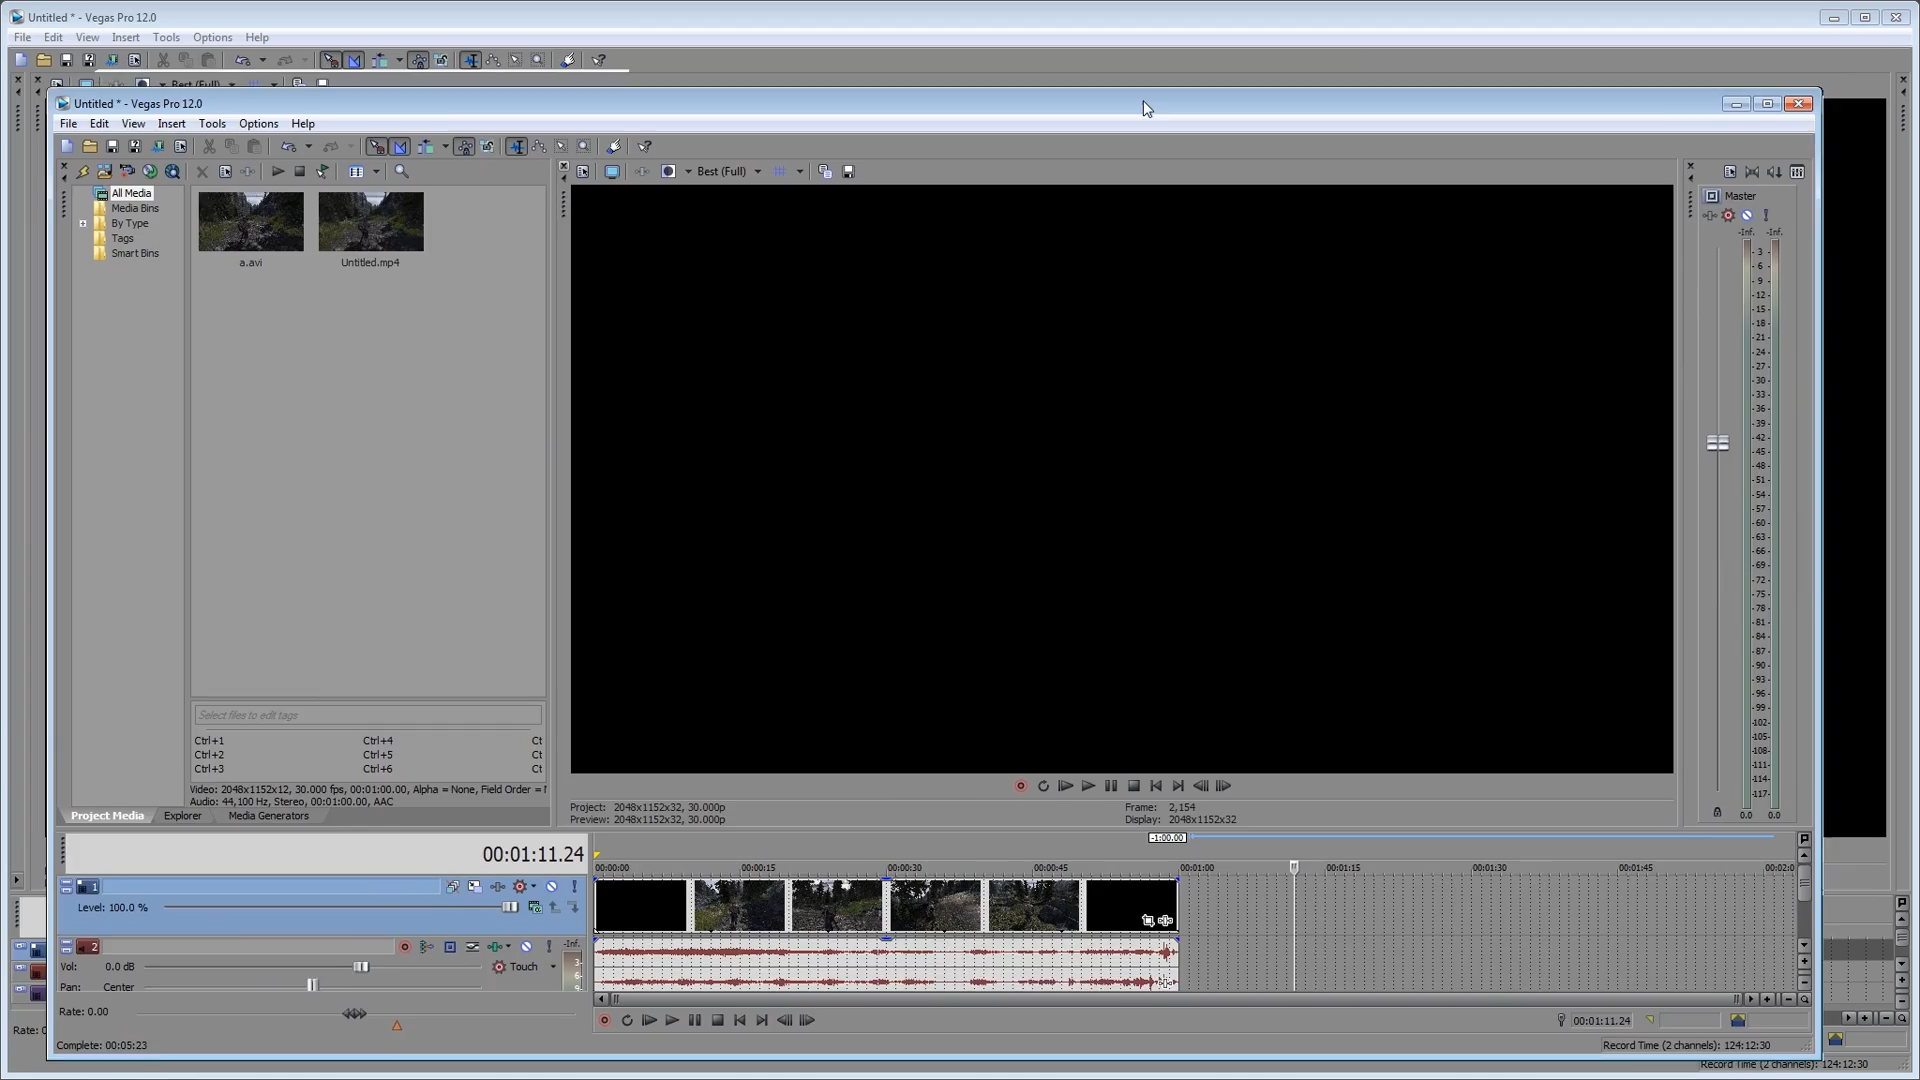 Untitled * - Vegas Pro 12.0
File Edit View Insert Tools Options Help
Best (Full)
Untitled * - Vegas Pro 12.0
File Edit View Insert Tools Options Help
Best (Full)
All Media
Media Bins
By Type
Tags
Smart Bins
a.avi
Untitled.mp4
Master
-Inf. -Inf.
3
6
9
12
15
18
21
24
27
30
33
36
39
42
45
48
51
54
57
60
63
66
69
72
75
78
81
84
87
90
93
96
99
102
105
108
111
114
117
0.0 0.0
Select files to edit tags
Ctrl+1 Ctrl+4 Ct
Ctrl+2 Ctrl+5 Ct
Ctrl+3 Ctrl+6 Ct
Video: 2048x1152x12, 30.000 fps, 00:01:00.00, Alpha = None, Field Order =
Audio: 44,100 Hz, Stereo, 00:01:00.00, AAC
Project Media Explorer Media Generators
Project: 2048x1152x32, 30.000p
Preview: 2048x1152x32, 30.000p
Frame: 2,154
Display: 2048x1152x32
-1:00.00
00:01:11.24
00:00:00 00:00:15 00:00:30 00:00:45 00:01:00 00:01:15 00:01:30 00:01:45 00:02:0
1
Level: 100.0 %
2
-Inf.
Vol: 0.0 dB Touch
3
6
9
Pan: Center
Rate: 0.00
00:01:11.24
Complete: 00:05:23
Record Time (2 channels): 124:12:30
Rate: 0
Record Time (2 channels): 124:12:30